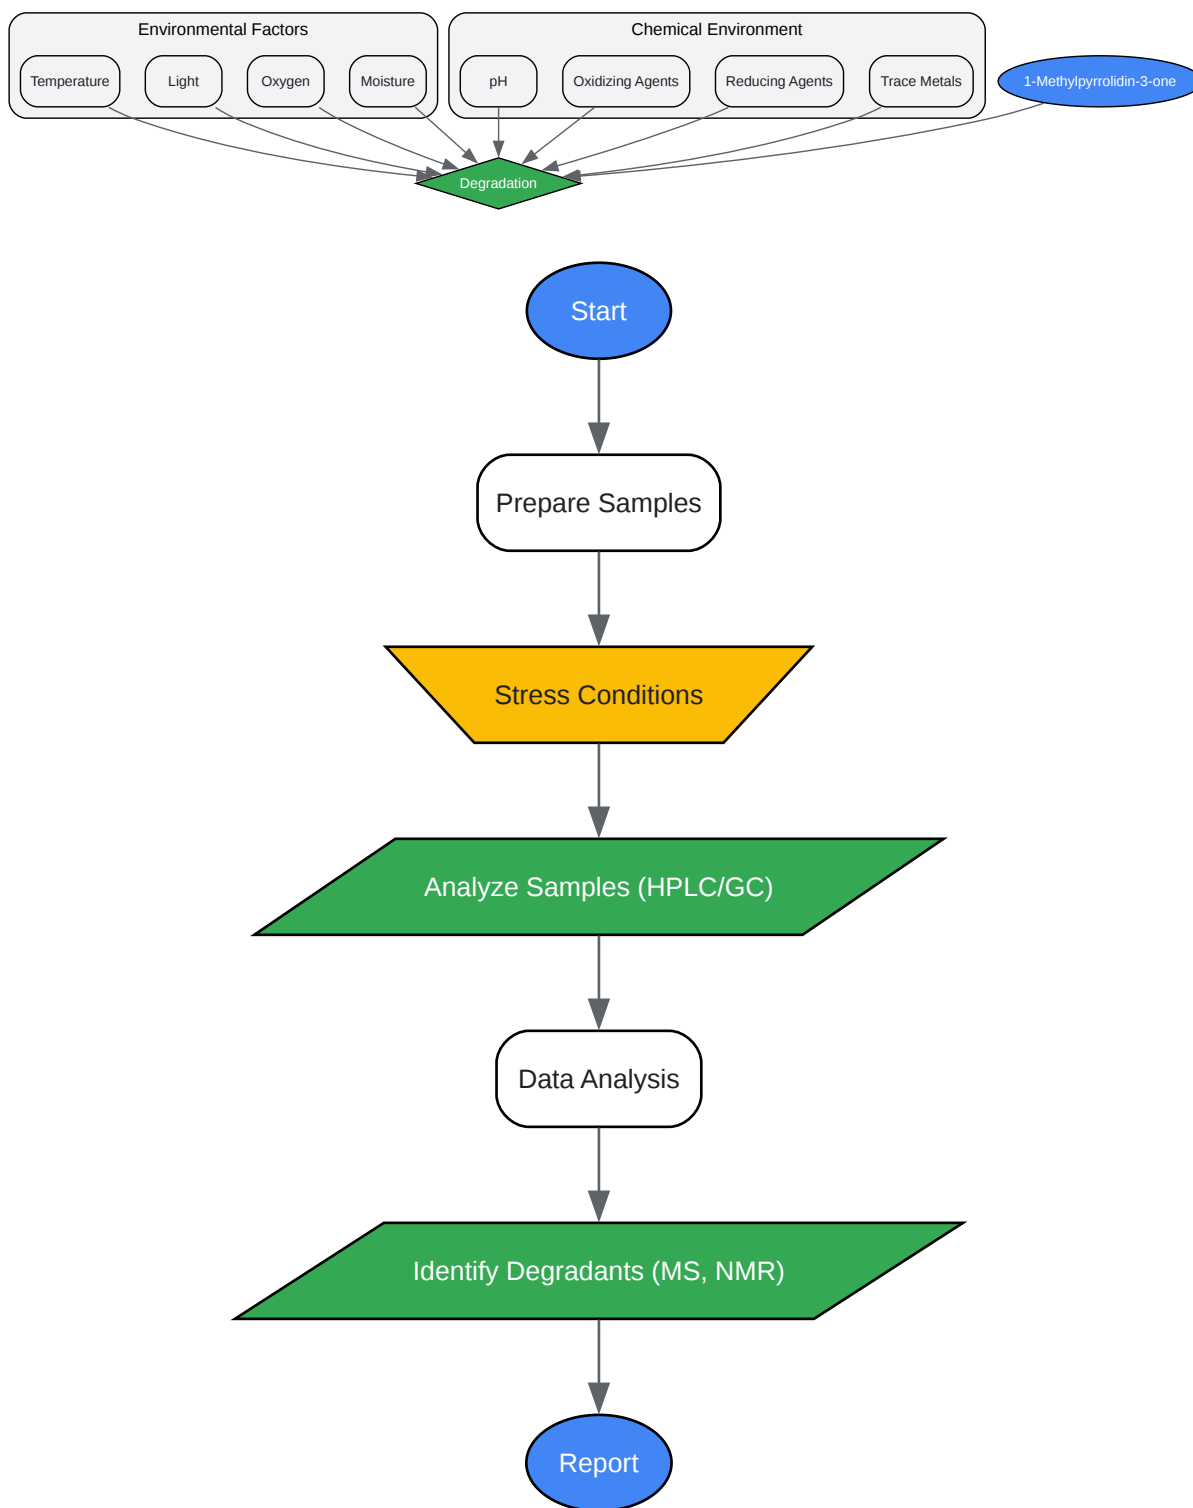 Environmental Factors
Chemical Environment
Temperature
Light
Oxygen
Moisture
pH
Oxidizing Agents
Reducing Agents
Trace Metals
1-Methylpyrrolidin-3-one
Degradation
Start
Prepare Samples
Stress Conditions
Analyze Samples (HPLC/GC)
Data Analysis
Identify Degradants (MS, NMR)
Report